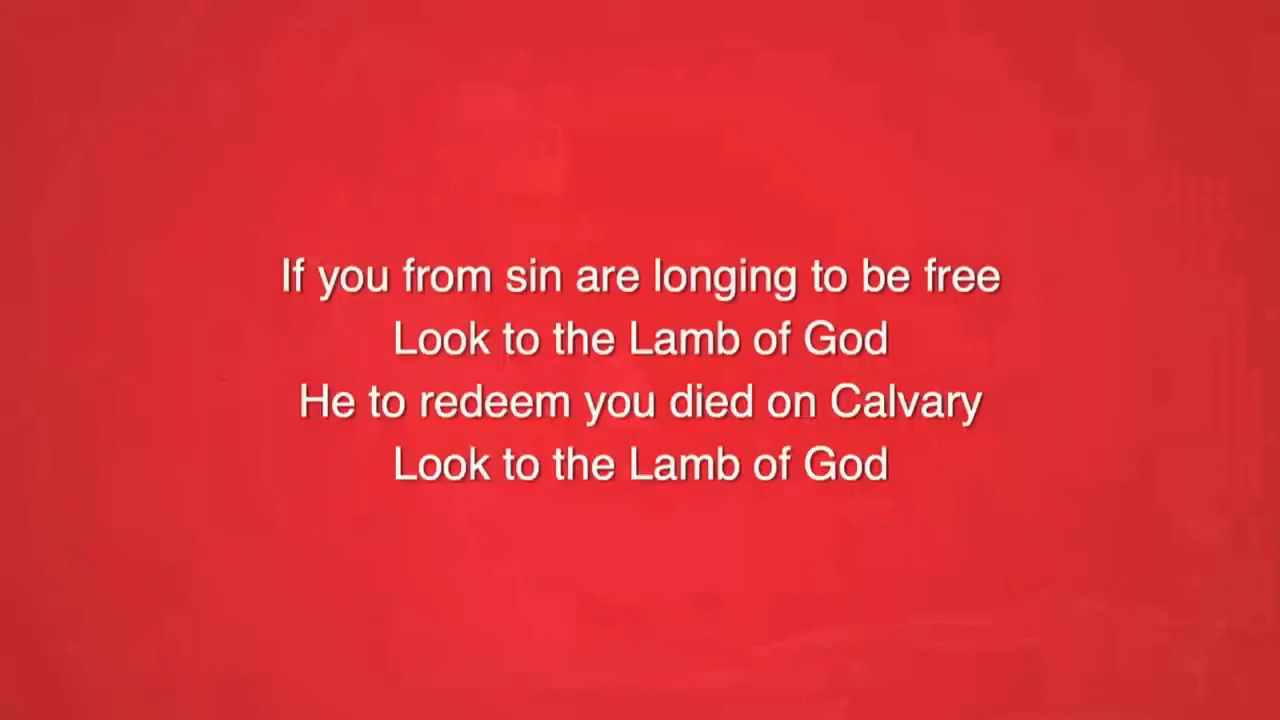 If you from sin are longing to be free
Look to the Lamb of God
He to redeem you died on Calvary
Look to the Lamb of God